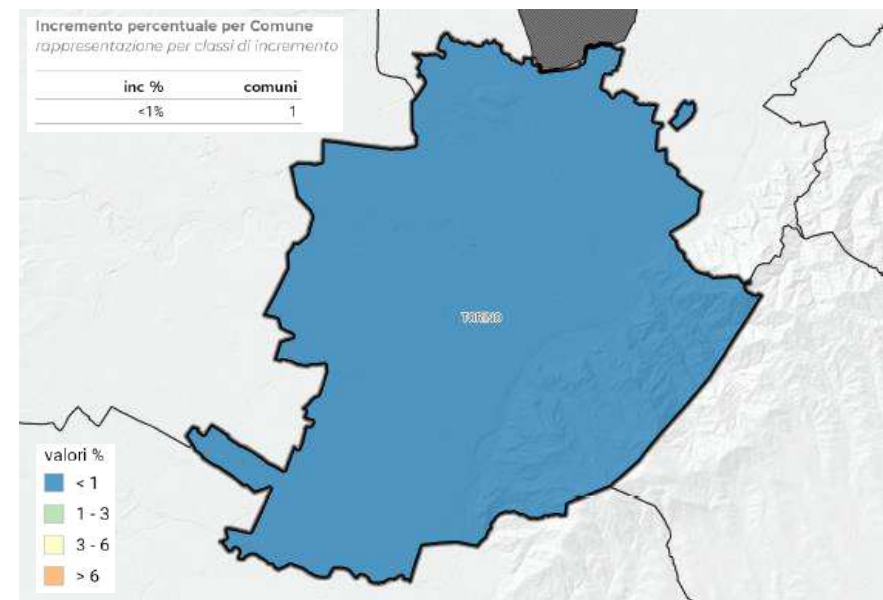 Incremento percentuale per Comune
rappresentazione per classi di incremento
inc % comuni
<1% 1
TORINO
valori %
< 1
1 - 3
3 - 6
> 6